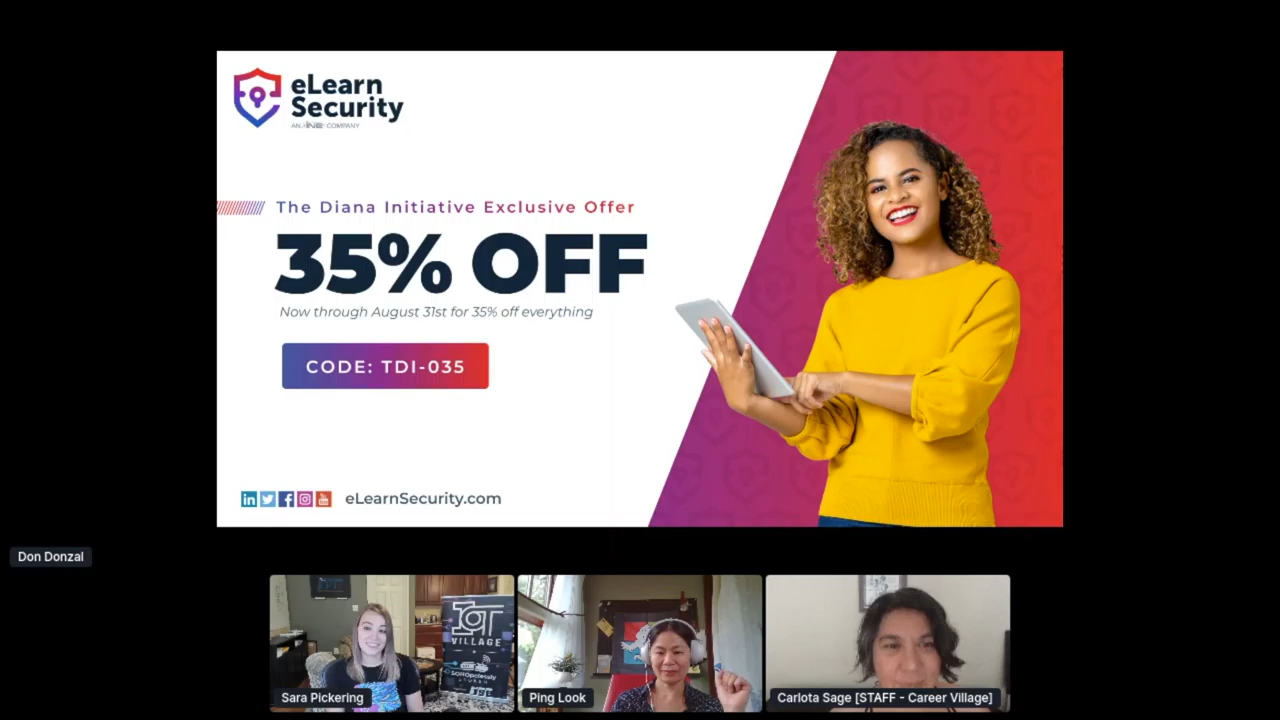 eLearn
Security
AN INE COMPANY
The Diana Initiative Exclusive Offer
35% OFF
Now through August 31st for 35% off everything
CODE: TDI-035
eLearnSecurity.com
Don Donzal
IOT
VILLAGE
Sara Pickering
Ping Look
Carlota Sage [STAFF - Career Village]